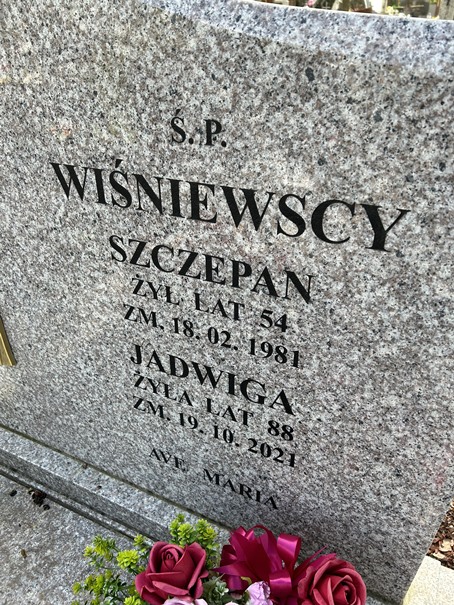 Ś. P.
WIŚNIEWSCY
SZCZEPAN
ŻYŁ LAT 54
ZM. 18. 02. 1981
JADWIGA
ŻYŁA LAT 88
ZM. 19. 10. 2021
AVE MARIA